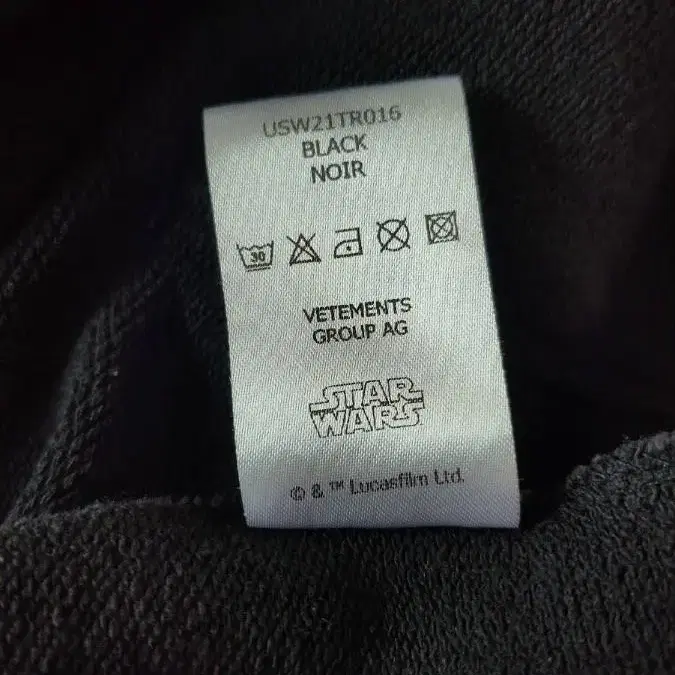 USW21TR016
BLACK
NOIR
30
VETEMENTS
GROUP AG
STAR
WARS
© & ™ Lucasfilm Ltd.